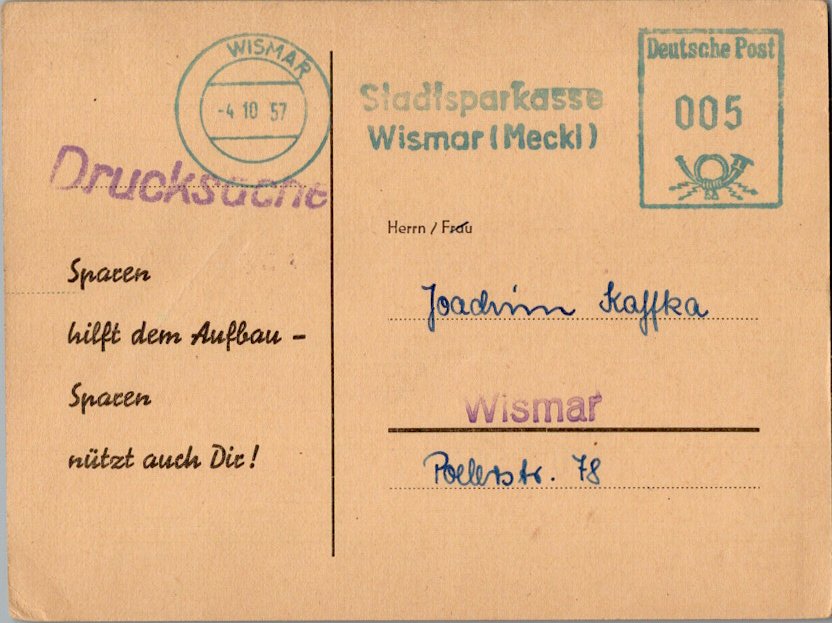 WISMAR
-4 10 57
Drucksache
Sparen
hilft dem Aufbau –
Sparen
nützt auch Dir!
Stadtsparkasse
Wismar (Meckl)
Deutsche Post
005
Herrn / Frau
Joachim Kaffka
Wismar
Poelerstr. 78